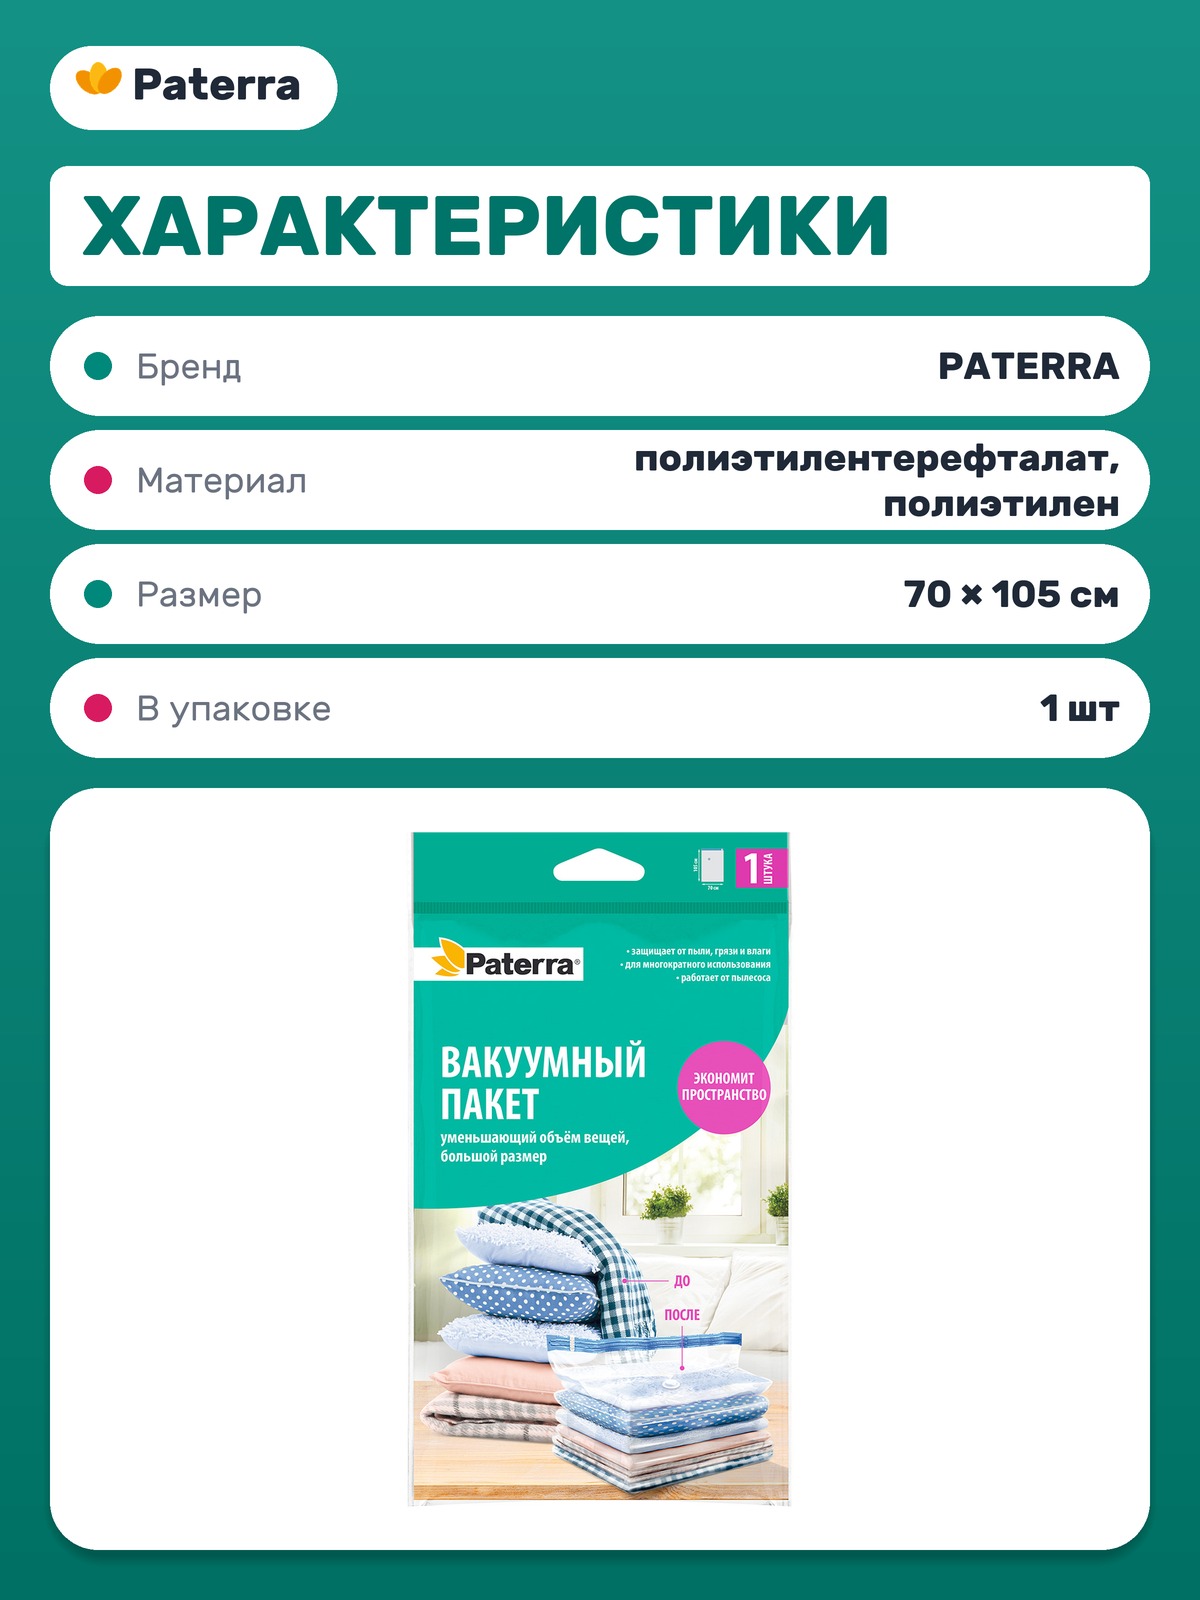 Paterra
ХАРАКТЕРИСТИКИ
Бренд
PATERRA
Материал
полиэтилентерефталат,
полиэтилен
Размер
70 × 105 см
В упаковке
1 шт
70 см
1 ШТУКА
Paterra®
• защищает от пыли, грязи и влаги
• для многократного использования
• работает от пылесоса
ВАКУУМНЫЙ
ПАКЕТ
уменьшающий объём вещей,
большой размер
ЭКОНОМИТ
ПРОСТРАНСТВО
ДО
ПОСЛЕ